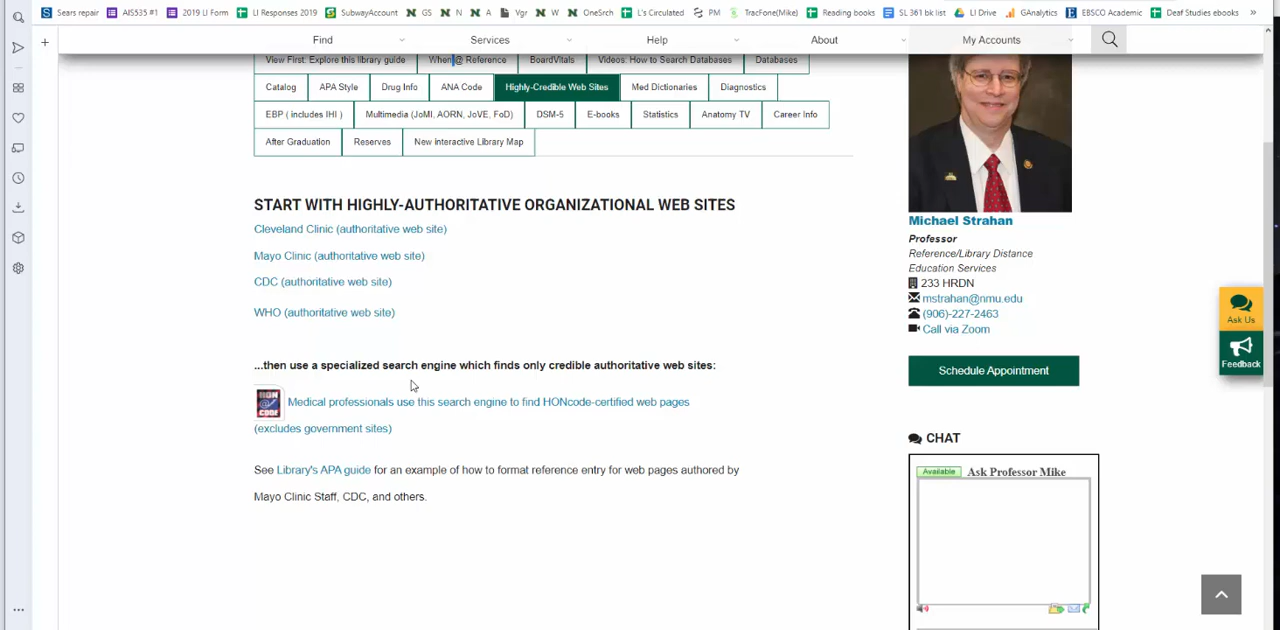 Sears repair AIS535 #1 2019 LI Form LI Responses 2019 SubwayAccount GS N A Vgr W OneSrch L's Circulated PM TracFone(Mike) Reading books SL 361 bk list LI Drive GAnalytics EBSCO Academic Deaf Studies ebooks »
Find Services Help About My Accounts
View First: Explore this library guide When @ Reference BoardVitals Videos: How to Search Databases Databases
Catalog APA Style Drug Info ANA Code Highly-Credible Web Sites Med Dictionaries Diagnostics
EBP ( includes IHI ) Multimedia (JoMI, AORN, JoVE, GOM) DSM-5 E-books Statistics Anatomy TV Career Info
After Graduation Reserves New Interactive Library Map
START WITH HIGHLY-AUTHORITATIVE ORGANIZATIONAL WEB SITES
Cleveland Clinic (authoritative web site)
Mayo Clinic (authoritative web site)
CDC (authoritative web site)
WHO (authoritative web site)
...then use a specialized search engine which finds only credible authoritative web sites:
HON
@
CODE
Medical professionals use this search engine to find HONcode-certified web pages
(excludes government sites)
See Library's APA guide for an example of how to format reference entry for web pages authored by
Mayo Clinic Staff, CDC, and others.
Michael Strahan
Professor
Reference/Library Distance
Education Services
233 HRDN
mstrahan@nmu.edu
(906)-227-2463
Call via Zoom
Schedule Appointment
CHAT
Available Ask Professor Mike
Ask Us
Feedback